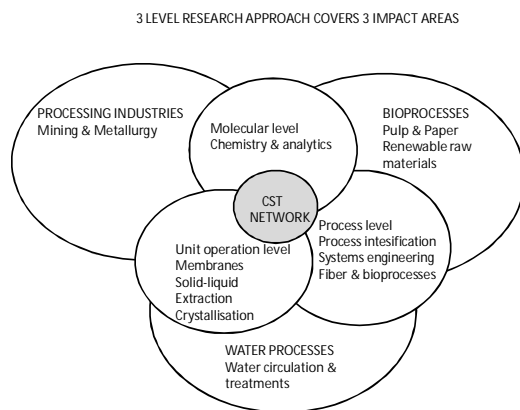 3 LEVEL RESEARCH APPROACH COVERS 3 IMPACT AREAS
PROCESSING INDUSTRIES
Mining & Metallurgy
Molecular level
Chemistry & analytics
BIOPROCESSES
Pulp & Paper
Renewable raw
materials
CST
NETWORK
Unit operation level
Membranes
Solid-liquid
Extraction
Crystallisation
Process level
Process intesification
Systems engineering
Fiber & bioprocesses
WATER PROCESSES
Water circulation &
treatments